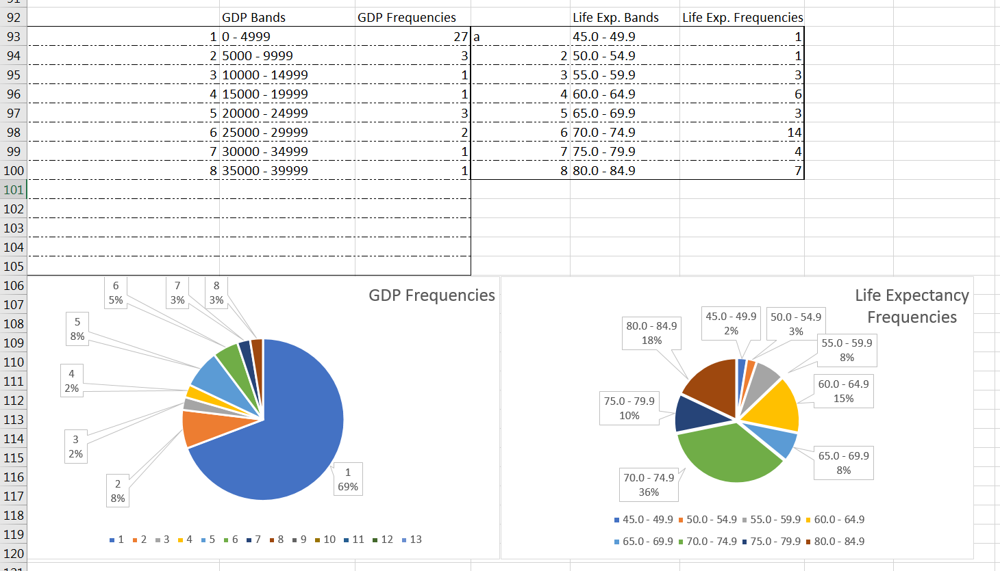 92 GDP Bands GDP Frequencies Life Exp. Bands Life Exp. Frequencies
93 1 0 - 4999 27 a 45.0 - 49.9 1
94 2 5000 - 9999 3 2 50.0 - 54.9 1
95 3 10000 - 14999 1 3 55.0 - 59.9 3
96 4 15000 - 19999 1 4 60.0 - 64.9 6
97 5 20000 - 24999 3 5 65.0 - 69.9 3
98 6 25000 - 29999 2 6 70.0 - 74.9 14
99 7 30000 - 34999 1 7 75.0 - 79.9 4
100 8 35000 - 39999 1 8 80.0 - 84.9 7
101
102
103
104
105
106
107
108
109
110
111
112
113
114
115
116
117
118
119
120
GDP Frequencies
6
5%
7
3%
8
3%
5
8%
4
2%
3
2%
2
8%
1
69%
1 2 3 4 5 6 7 8 9 10 11 12 13
Life Expectancy
Frequencies
45.0 - 49.9
2%
50.0 - 54.9
3%
80.0 - 84.9
18%
55.0 - 59.9
8%
60.0 - 64.9
15%
75.0 - 79.9
10%
65.0 - 69.9
8%
70.0 - 74.9
36%
45.0 - 49.9 50.0 - 54.9 55.0 - 59.9 60.0 - 64.9
65.0 - 69.9 70.0 - 74.9 75.0 - 79.9 80.0 - 84.9